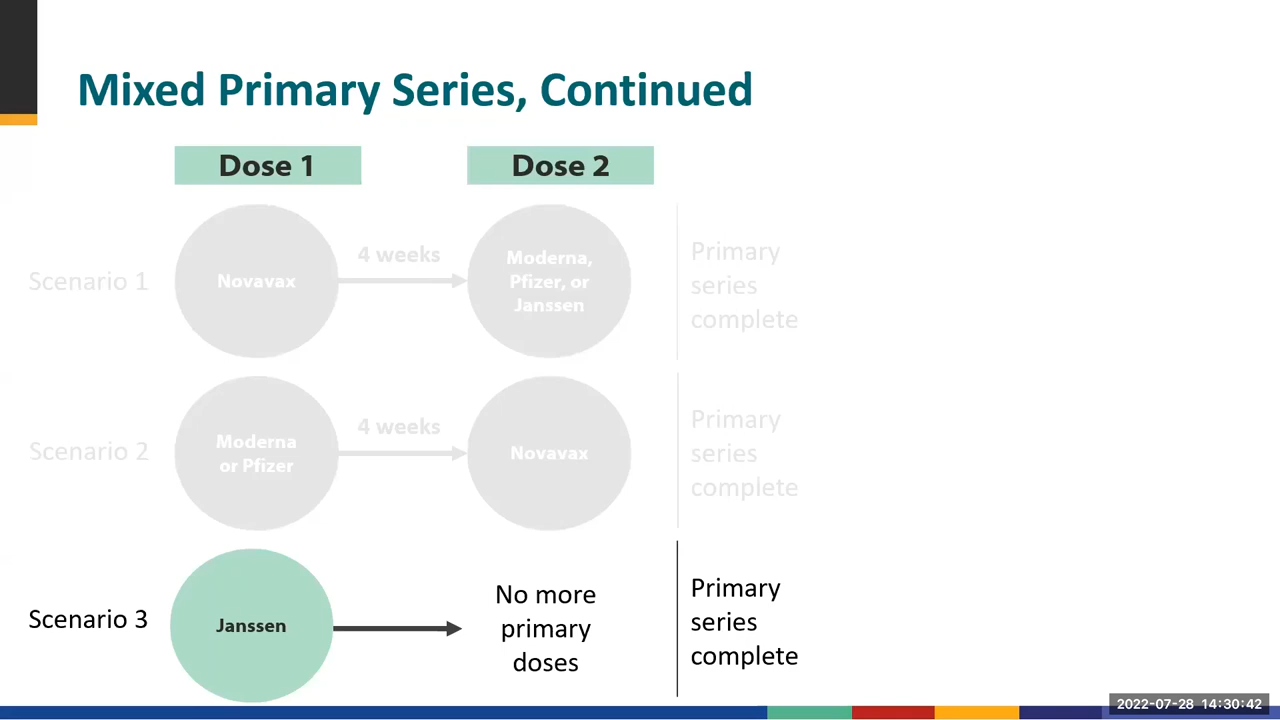 Mixed Primary Series, Continued
Dose 1
Dose 2
Scenario 1
Novavax
4 weeks
Moderna,
Pfizer, or
Janssen
Primary
series
complete
Scenario 2
Moderna
or Pfizer
4 weeks
Novavax
Primary
series
complete
Scenario 3
Janssen
No more
primary
doses
Primary
series
complete
2022-07-28 14:30:42